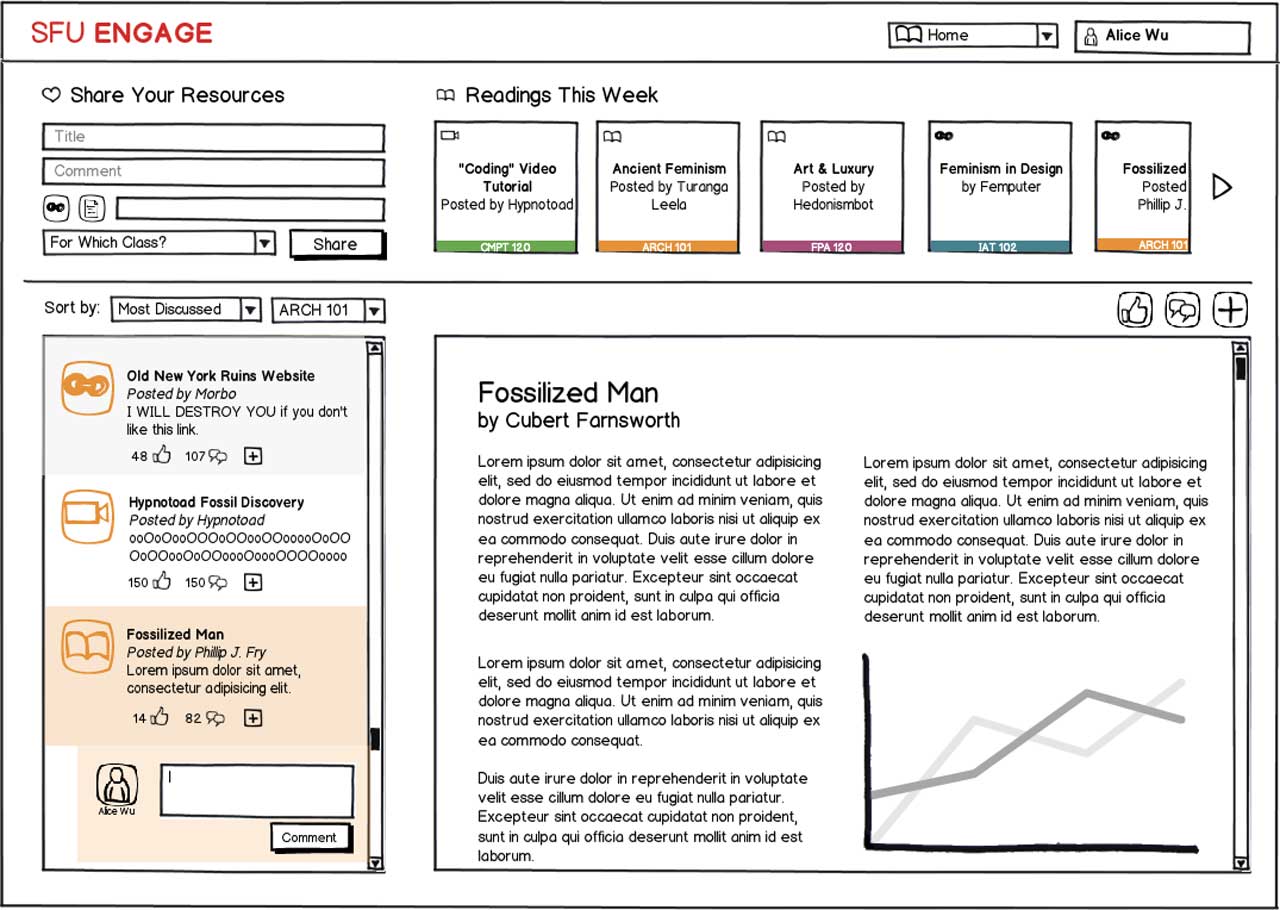 SFU ENGAGE
Home
Alice Wu
Share Your Resources
Title
Comment
For Which Class?
Share
Readings This Week
"Coding" Video
Tutorial
Posted by Hypnotoad
CMPT 120
Ancient Feminism
Posted by Turanga
Leela
ARCH 101
Art & Luxury
Posted by
Hedonismbot
FPA 120
Feminism in Design
by Femputer
IAT 102
Fossilized
Posted
Phillip J.
ARCH 101
Sort by:
Most Discussed
ARCH 101
Old New York Ruins Website
Posted by Morbo
I WILL DESTROY YOU if you don't
like this link.
48 107
Hypnotoad Fossil Discovery
Posted by Hypnotoad
ooOoOooOOOoOOooOOooooOoOO
OoOOooOoOOoooOoooOOOOoooo
150 150
Fossilized Man
Posted by Phillip J. Fry
Lorem ipsum dolor sit amet,
consectetur adipisicing elit.
14 82
Alice Wu
Comment
Fossilized Man
by Cubert Farnsworth
Lorem ipsum dolor sit amet, consectetur adipisicing
elit, sed do eiusmod tempor incididunt ut labore et
dolore magna aliqua. Ut enim ad minim veniam, quis
nostrud exercitation ullamco laboris nisi ut aliquip ex
ea commodo consequat. Duis aute irure dolor in
reprehenderit in voluptate velit esse cillum dolore
eu fugiat nulla pariatur. Excepteur sint occaecat
cupidatat non proident, sunt in culpa qui officia
deserunt mollit anim id est laborum.
Lorem ipsum dolor sit amet, consectetur adipisicing
elit, sed do eiusmod tempor incididunt ut labore et
dolore magna aliqua. Ut enim ad minim veniam, quis
nostrud exercitation ullamco laboris nisi ut aliquip ex
ea commodo consequat.
Duis aute irure dolor in reprehenderit in voluptate
velit esse cillum dolore eu fugiat nulla pariatur.
Excepteur sint occaecat cupidatat non proident,
sunt in culpa qui officia deserunt mollit anim id est
laborum.
Lorem ipsum dolor sit amet, consectetur adipisicing
elit, sed do eiusmod tempor incididunt ut labore et
dolore magna aliqua. Ut enim ad minim veniam, quis
nostrud exercitation ullamco laboris nisi ut aliquip ex
ea commodo consequat. Duis aute irure dolor in
reprehenderit in voluptate velit esse cillum dolore
eu fugiat nulla pariatur. Excepteur sint occaecat
cupidatat non proident, sunt in culpa qui officia
deserunt mollit anim id est laborum.